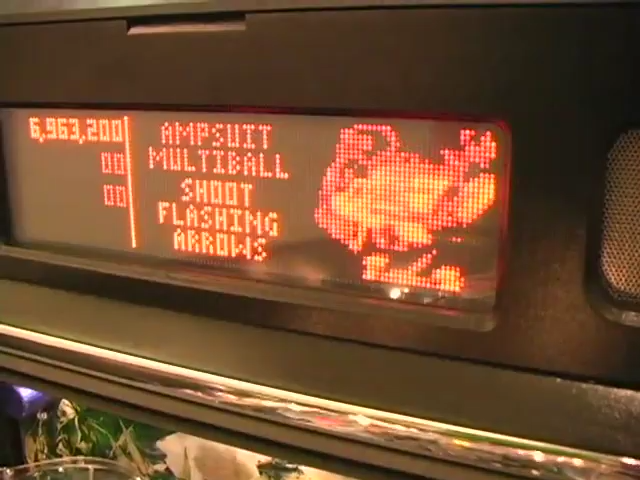 6,963,200
00
00
AMPSUIT
MULTIBALL
SHOOT
FLASHING
ARROWS